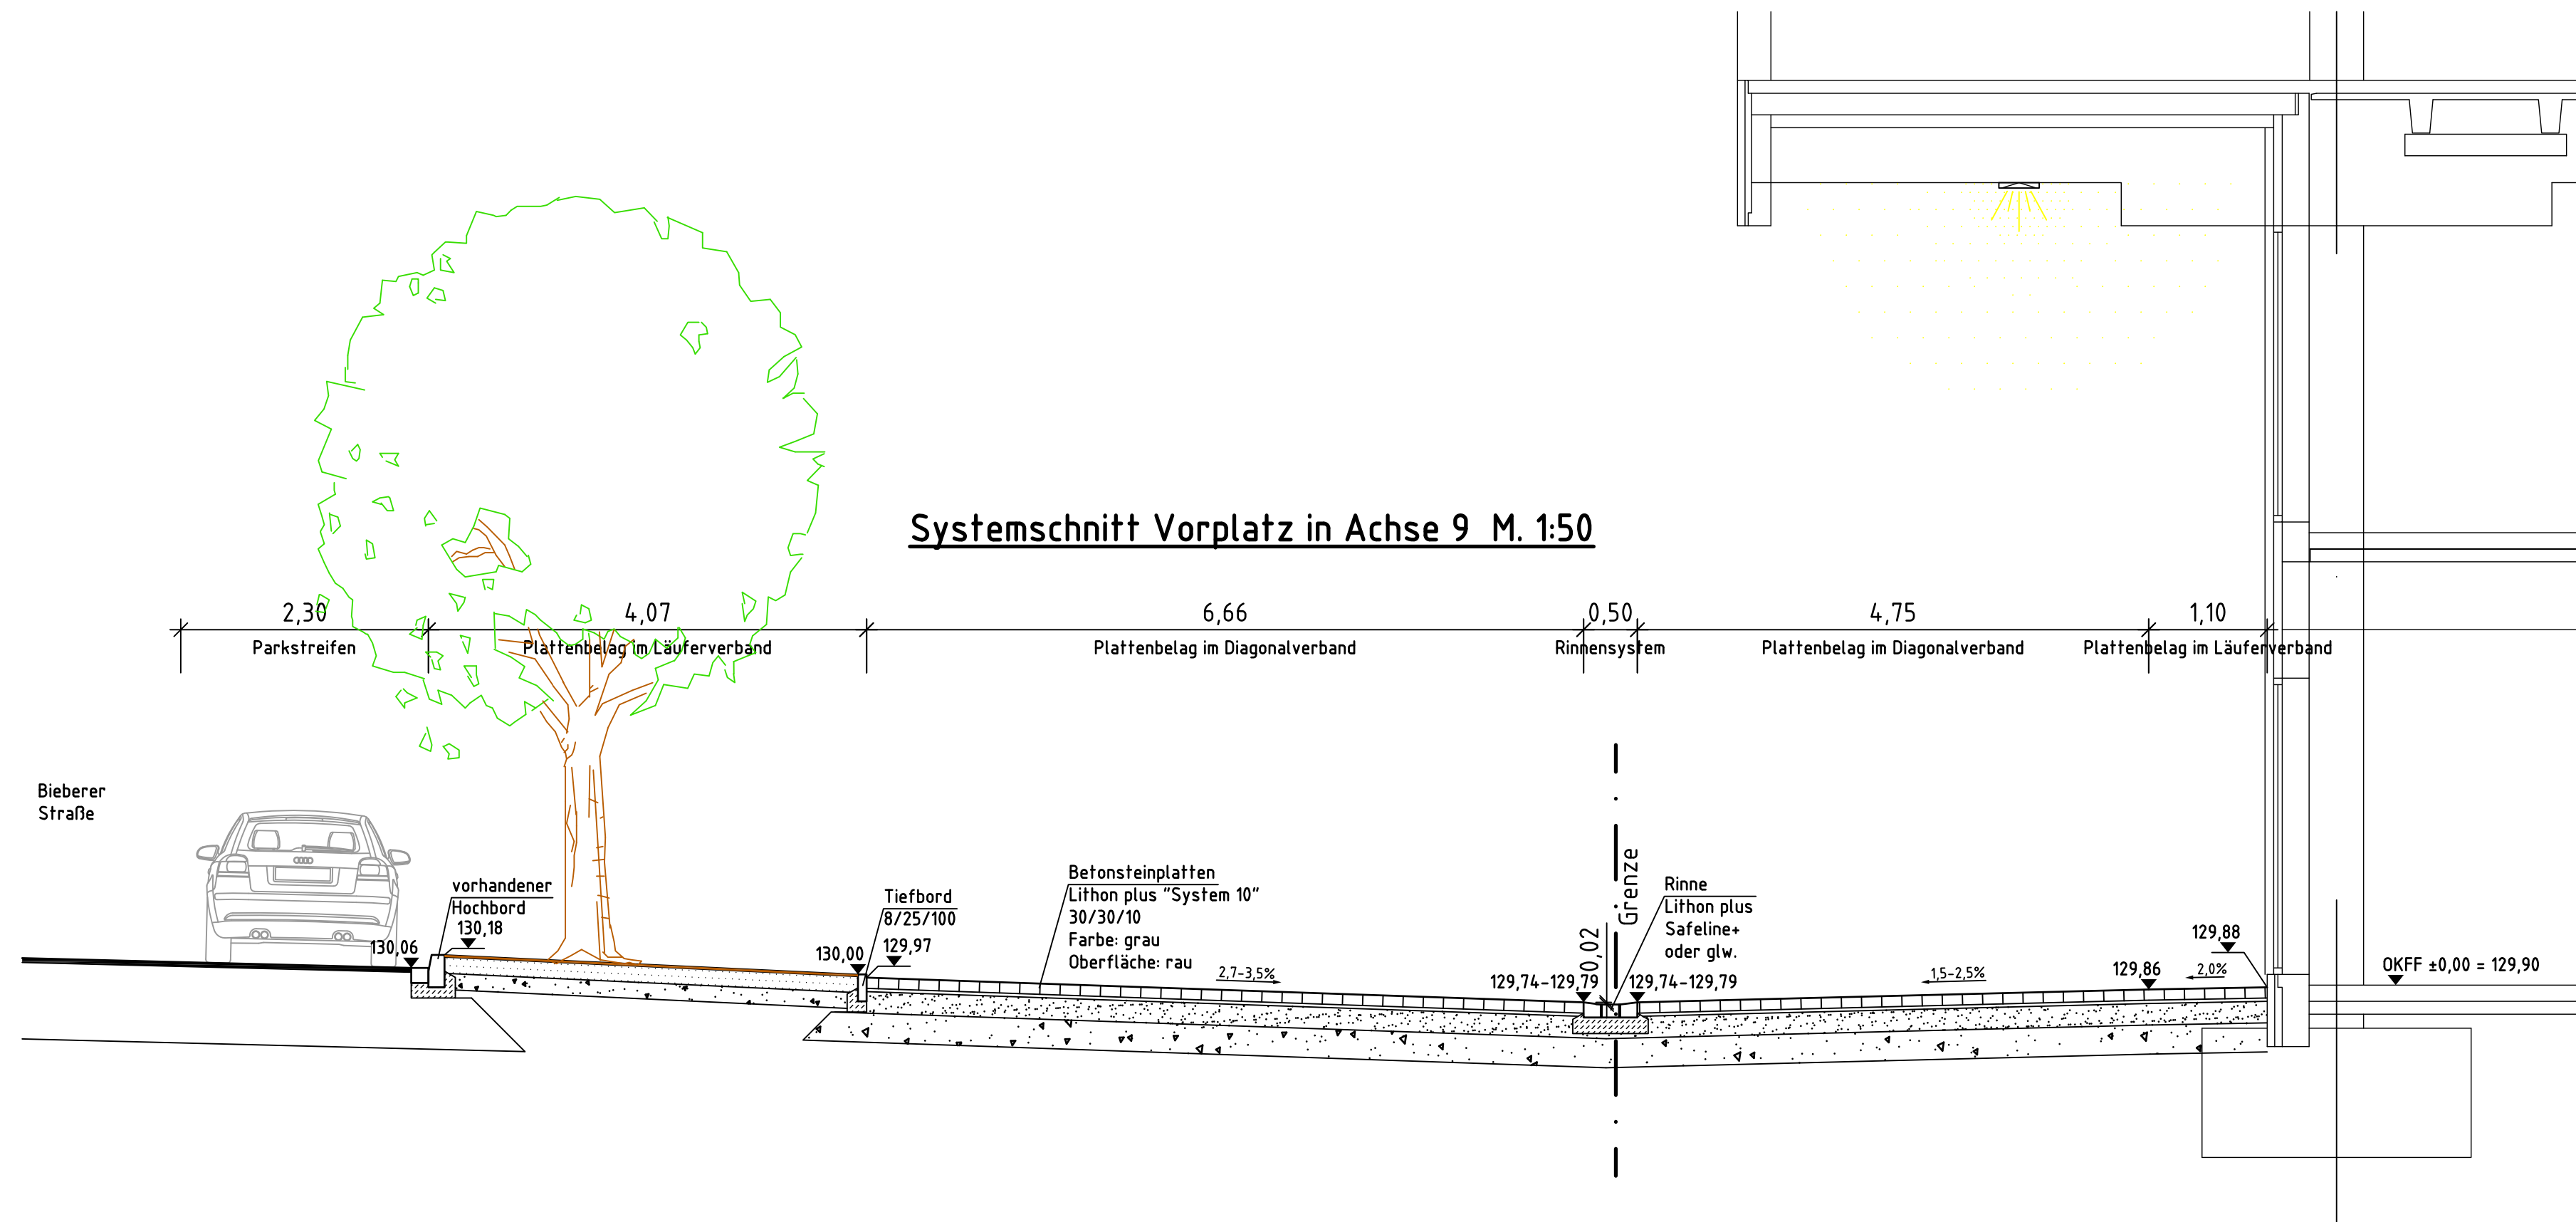 Systemschnitt Vorplatz in Achse 9 M. 1:50
2,30
4,07
6,66
0,50
4,75
1,10
Parkstreifen
Plattenbelag im Läuferverband
Plattenbelag im Diagonalverband
Rinnensystem
Plattenbelag im Diagonalverband
Plattenbelag im Läuferverband
Bieberer
Straße
130,06
vorhandener
Hochbord
130,18
130,00
Tiefbord
8/25/100
129,97
Betonsteinplatten
Lithon plus "System 10"
30/30/10
Farbe: grau
Oberfläche: rau
2,7-3,5%
129,74-129,79
0,02
Grenze
Rinne
Lithon plus
Safeline+
oder glw.
129,74-129,79
1,5-2,5%
129,86
2,0%
129,88
OKFF ±0,00 = 129,90